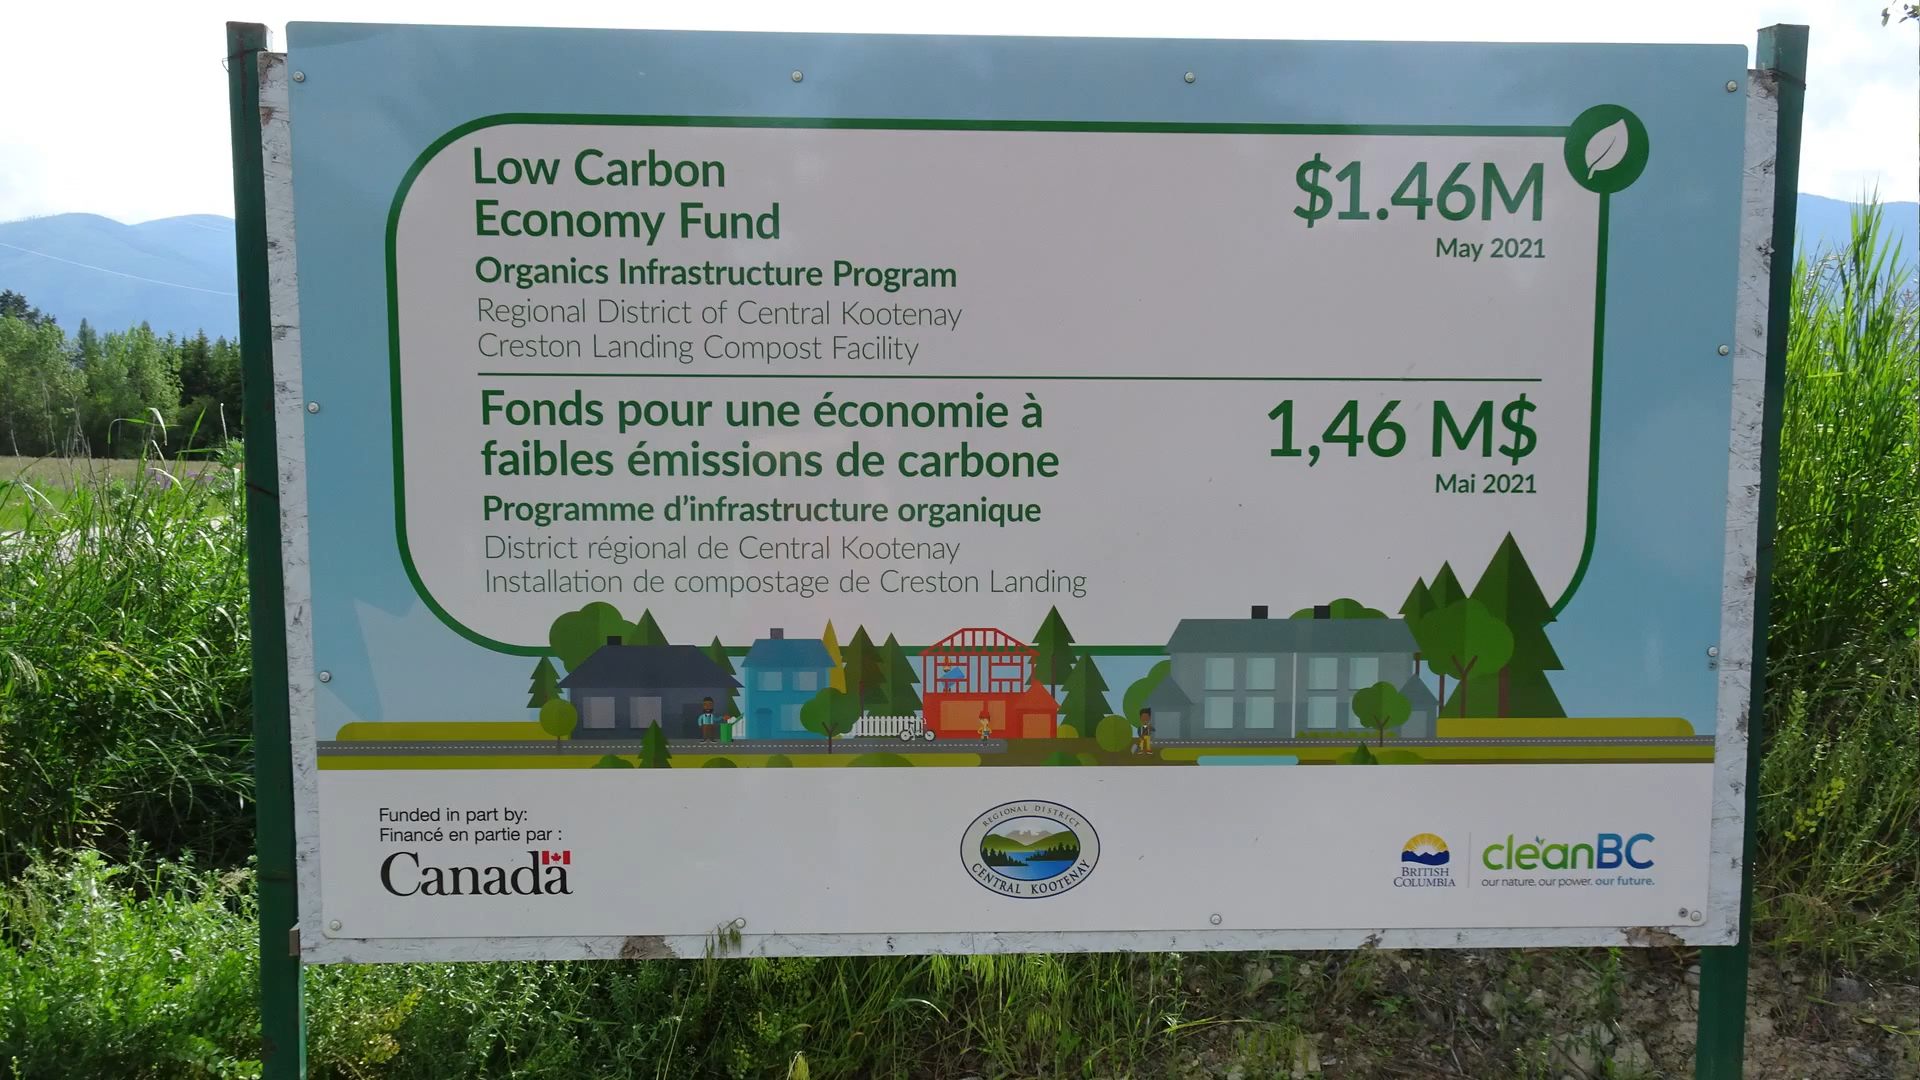 Low Carbon
Economy Fund
Organics Infrastructure Program
Regional District of Central Kootenay
Creston Landing Compost Facility
$1.46M
May 2021
Fonds pour une économie à
faibles émissions de carbone
Programme d'infrastructure organique
District régional de Central Kootenay
Installation de compostage de Creston Landing
1,46 M$
Mai 2021
Funded in part by:
Financé en partie par :
Canada
REGIONAL DISTRICT
CENTRAL KOOTENAY
BRITISH
COLUMBIA
cleanBC
our nature. our power. our future.